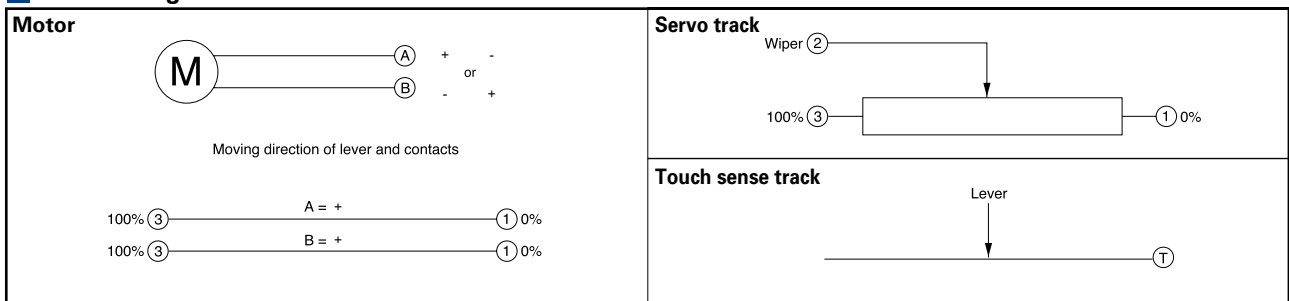 Motor
M
A + -
or
B - +
Moving direction of lever and contacts
100% 3 A = + 1 0%
100% 3 B = + 1 0%
Servo track
Wiper 2
100% 3 1 0%
Touch sense track
Lever
T